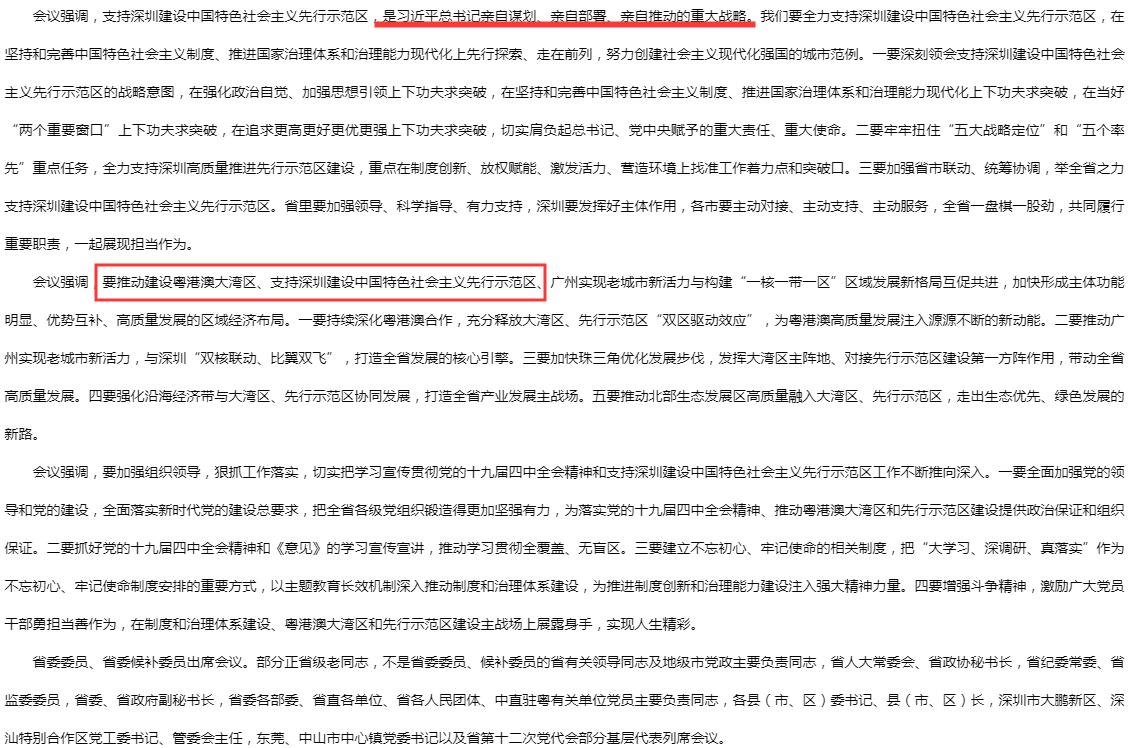 会议强调，支持深圳建设中国特色社会主义先行示范区，是习近平总书记亲自谋划、亲自部署、亲自推动的重大战略。我们要全力支持深圳建设中国特色社会主义先行示范区，在
坚持和完善中国特色社会主义制度、推进国家治理体系和治理能力现代化上先行探索、走在前列，努力创建社会主义现代化强国的城市范例。一要深刻领会支持深圳建设中国特色社会
主义先行示范区的战略意图，在强化政治自觉、加强思想引领上下功夫求突破，在坚持和完善中国特色社会主义制度、推进国家治理体系和治理能力现代化上下功夫求突破，在当好
“两个重要窗口”上下功夫求突破，在追求更高更好更优更强上下功夫求突破，切实肩负起总书记、党中央赋予的重大责任、重大使命。二要牢牢扭住“五大战略定位”和“五个率
先”重点任务，全力支持深圳高质量推进先行示范区建设，重点在制度创新、放权赋能、激发活力、营造环境上找准工作着力点和突破口。三要加强省市联动、统筹协调，举全省之力
支持深圳建设中国特色社会主义先行示范区。省里要加强领导、科学指导、有力支持，深圳要发挥好主体作用，各市要主动对接、主动支持、主动服务，全省一盘棋一股劲，共同履行
重要职责，一起展现担当作为。
会议强调，要推动建设粤港澳大湾区、支持深圳建设中国特色社会主义先行示范区、广州实现老城市新活力与构建“一核一带一区”区域发展新格局互促共进，加快形成主体功能
明显、优势互补、高质量发展的区域经济布局。一要持续深化粤港澳合作，充分释放大湾区、先行示范区“双区驱动效应”，为粤港澳高质量发展注入源源不断的新动能。二要推动广
州实现老城市新活力，与深圳“双核联动、比翼双飞”，打造全省发展的核心引擎。三要加快珠三角优化发展步伐，发挥大湾区主阵地、对接先行示范区建设第一方阵作用，带动全省
高质量发展。四要强化沿海经济带与大湾区、先行示范区协同发展，打造全省产业发展主战场。五要推动北部生态发展区高质量融入大湾区、先行示范区，走出生态优先、绿色发展的
新路。
会议强调，要加强组织领导，狠抓工作落实，切实把学习宣传贯彻党的十九届四中全会精神和支持深圳建设中国特色社会主义先行示范区工作不断推向深入。一要全面加强党的领
导和党的建设，全面落实新时代党的建设总要求，把全省各级党组织锻造得更加坚强有力，为落实党的十九届四中全会精神、推动粤港澳大湾区和先行示范区建设提供政治保证和组织
保证。二要抓好党的十九届四中全会精神和《意见》的学习宣传宣讲，推动学习贯彻全覆盖、无盲区。三要建立不忘初心、牢记使命的相关制度，把“大学习、深调研、真落实”作为
不忘初心、牢记使命制度安排的重要方式，以主题教育长效机制深入推动制度和治理体系建设，为推进制度创新和治理能力建设注入强大精神力量。四要增强斗争精神，激励广大党员
干部勇担当善作为，在制度和治理体系建设、粤港澳大湾区和先行示范区建设主战场上展露身手，实现人生精彩。
省委委员、省委候补委员出席会议。部分正省级老同志，不是省委委员、候补委员的省有关领导同志及地级市党政主要负责同志，省人大常委会、省政协秘书长，省纪委常委、省
监委委员，省委、省政府副秘书长，省委各部委、省直各单位、省各人民团体、中直驻粤有关单位党员主要负责同志，各县（市、区）委书记、县（市、区）长，深圳市大鹏新区、深
汕特别合作区党工委书记、管委会主任，东莞、中山市中心镇党委书记以及省第十二次党代会部分基层代表列席会议。